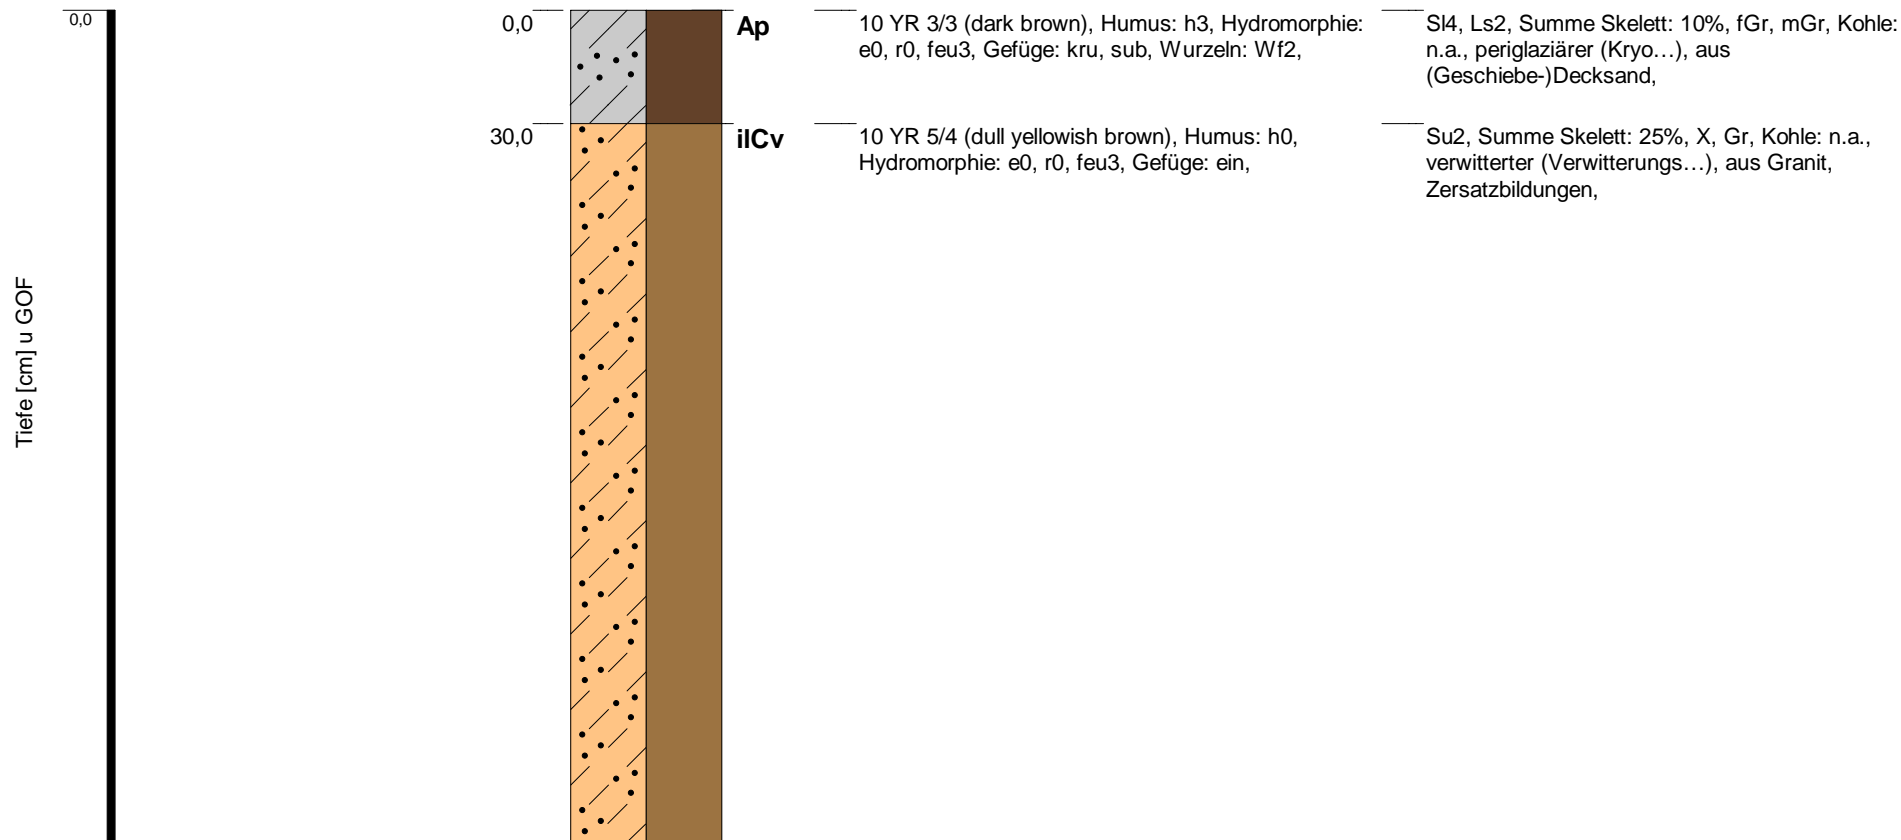 Tiefe [cm] u GOF
0,0
0,0
Ap
10 YR 3/3 (dark brown), Humus: h3, Hydromorphie:
e0, r0, feu3, Gefüge: kru, sub, Wurzeln: Wf2,
Sl4, Ls2, Summe Skelett: 10%, fGr, mGr, Kohle:
n.a., periglaziärer (Kryo…), aus
(Geschiebe-)Decksand,
30,0
ilCv
10 YR 5/4 (dull yellowish brown), Humus: h0,
Hydromorphie: e0, r0, feu3, Gefüge: ein,
Su2, Summe Skelett: 25%, X, Gr, Kohle: n.a.,
verwitterter (Verwitterungs…), aus Granit,
Zersatzbildungen,